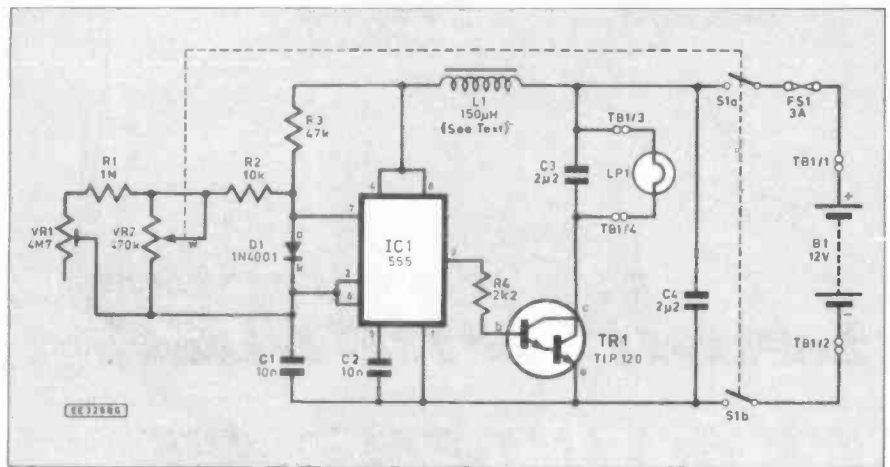 R1
1M
VR1
4M7
VR2
470k
W
R2
10k
R3
47k
D1
1N4001
a
k
C1
10n
C2
10n
4
8
7
2
6
3
5
1
IC1
555
R4
2k2
L1
150µH
(See Text)
C3
2µ2
TB1/3
LP1
TB1/4
b
c
e
TR1
TIP120
C4
2µ2
S1a
S1b
FS1
3A
TB1/1
+
B1
12V
−
TB1/2
EE3268G